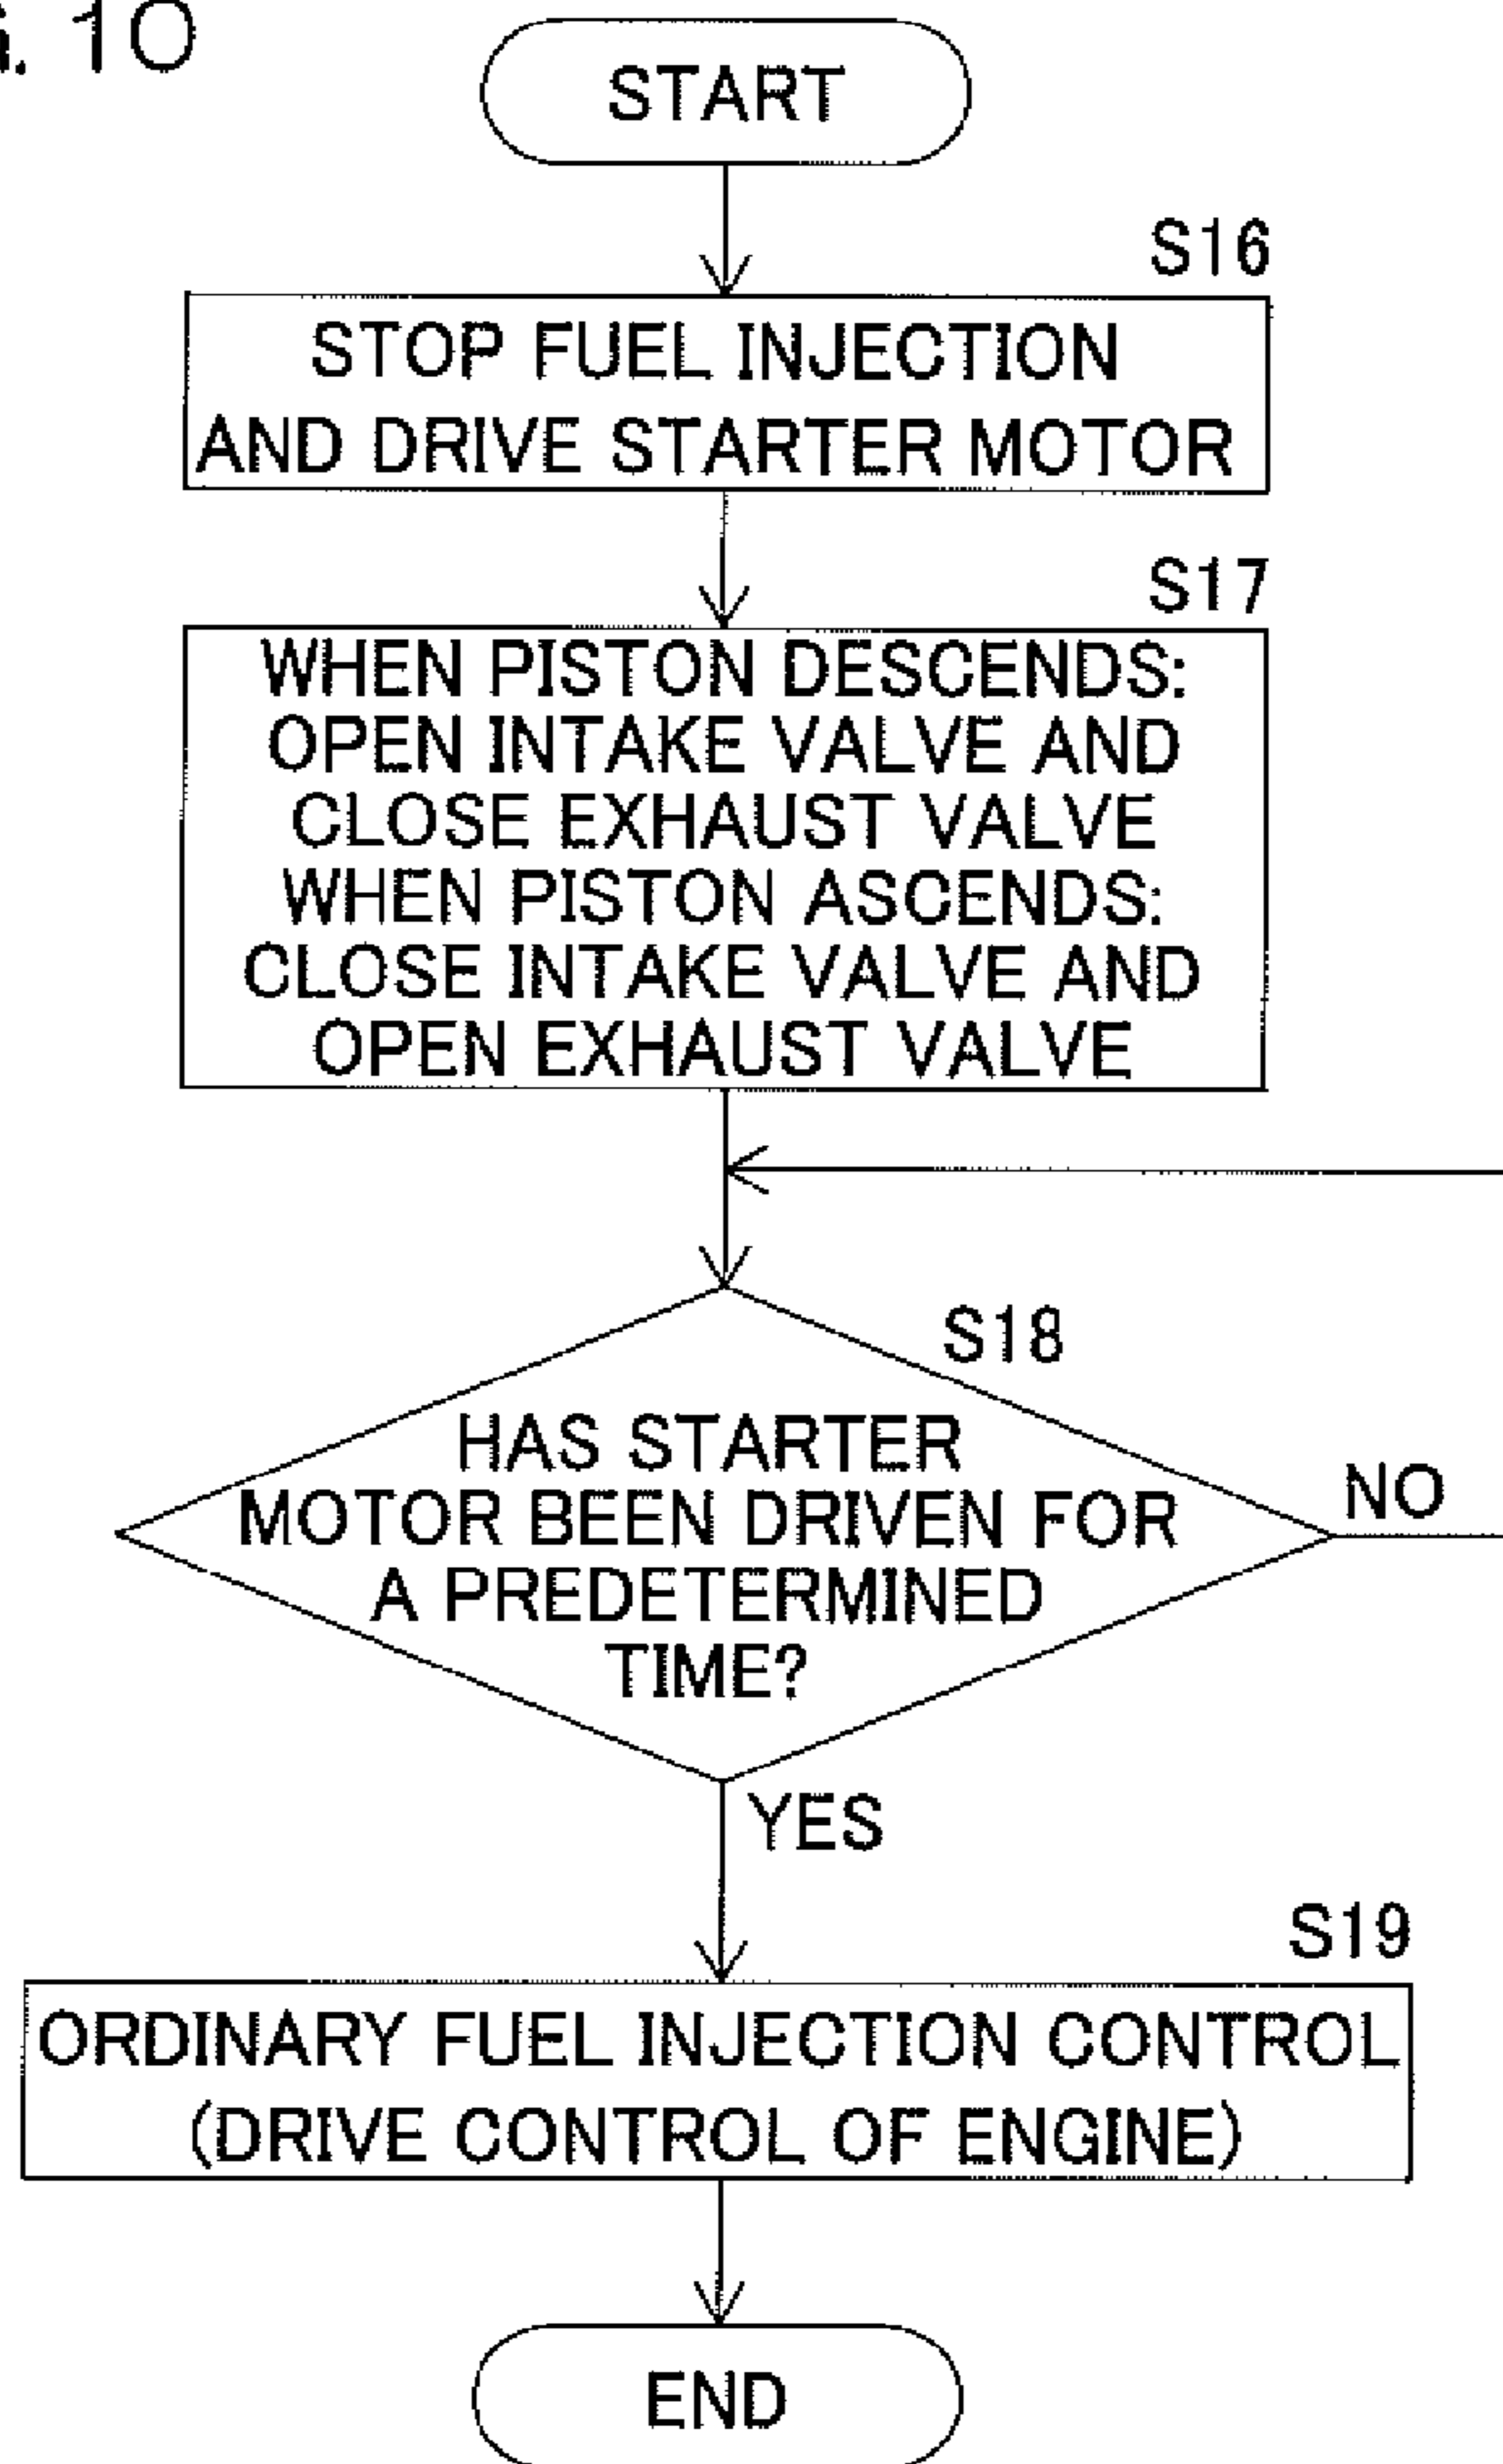 . 10
START
S16
STOP FUEL INJECTION
AND DRIVE STARTER MOTOR
S17
WHEN PISTON DESCENDS:
OPEN INTAKE VALVE AND
CLOSE EXHAUST VALVE
WHEN PISTON ASCENDS:
CLOSE INTAKE VALVE AND
OPEN EXHAUST VALVE
S18
HAS STARTER
MOTOR BEEN DRIVEN FOR
A PREDETERMINED
TIME?
NO
YES
S19
ORDINARY FUEL INJECTION CONTROL
(DRIVE CONTROL OF ENGINE)
END